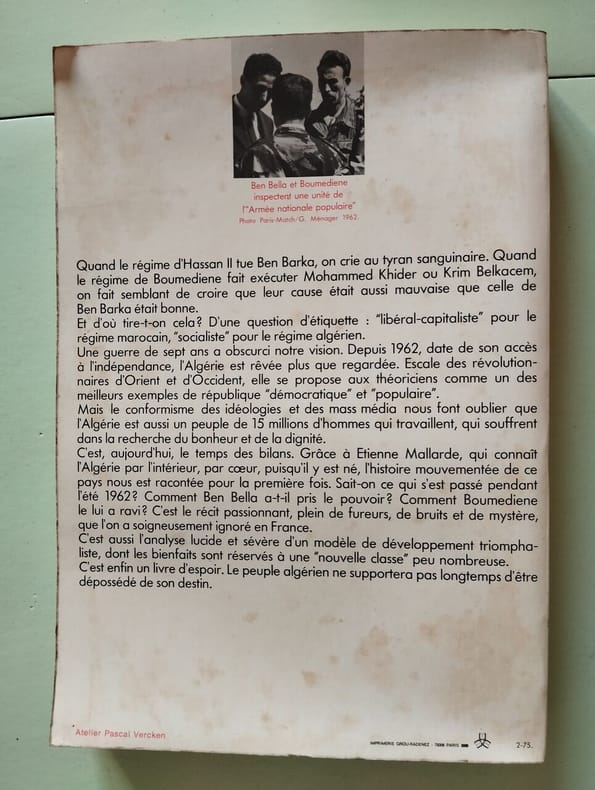 Ben Bella et Boumediene
inspectent une unité de
l'"Armée nationale populaire"
Photo Paris-Match/G. Ménager 1962.
Quand le régime d'Hassan II tue Ben Barka, on crie au tyran sanguinaire. Quand
le régime de Boumediene fait exécuter Mohammed Khider ou Krim Belkacem,
on fait semblant de croire que leur cause était aussi mauvaise que celle de
Ben Barka était bonne.
Et d'où tire-t-on cela? D'une question d'étiquette : "libéral-capitaliste" pour le
régime marocain, "socialiste" pour le régime algérien.
Une guerre de sept ans a obscurci notre vision. Depuis 1962, date de son accès
à l'indépendance, l'Algérie est rêvée plus que regardée. Escale des révolution-
naires d'Orient et d'Occident, elle se propose aux théoriciens comme un des
meilleurs exemples de république "démocratique" et "populaire".
Mais le conformisme des idéologies et des mass média nous font oublier que
l'Algérie est aussi un peuple de 15 millions d'hommes qui travaillent, qui souffrent
dans la recherche du bonheur et de la dignité.
C'est, aujourd'hui, le temps des bilans. Grâce à Etienne Mallarde, qui connaît
l'Algérie par l'intérieur, par cœur, puisqu'il y est né, l'histoire mouvementée de ce
pays nous est racontée pour la première fois. Sait-on ce qui s'est passé pendant
l'été 1962? Comment Ben Bella a-t-il pris le pouvoir? Comment Boumediene
le lui a ravi? C'est le récit passionnant, plein de fureurs, de bruits et de mystère,
que l'on a soigneusement ignoré en France.
C'est aussi l'analyse lucide et sévère d'un modèle de développement triompha-
liste, dont les bienfaits sont réservés à une "nouvelle classe" peu nombreuse.
C'est enfin un livre d'espoir. Le peuple algérien ne supportera pas longtemps d'être
dépossédé de son destin.
Atelier Pascal Vercken
IMPRIMERIE GIROU-RADENEZ - 75006 PARIS
2-75.